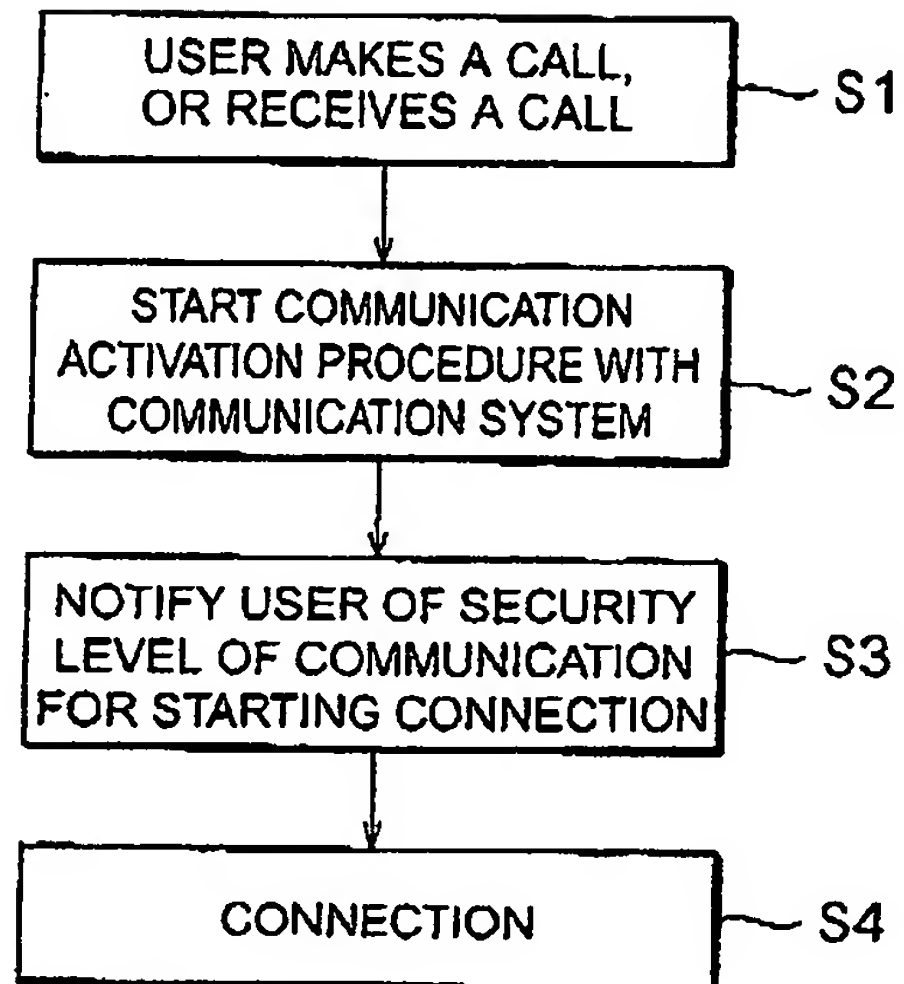 USER MAKES A CALL,
OR RECEIVES A CALL
S1
START COMMUNICATION
ACTIVATION PROCEDURE WITH
COMMUNICATION SYSTEM
S2
NOTIFY USER OF SECURITY
LEVEL OF COMMUNICATION
FOR STARTING CONNECTION
S3
CONNECTION
S4